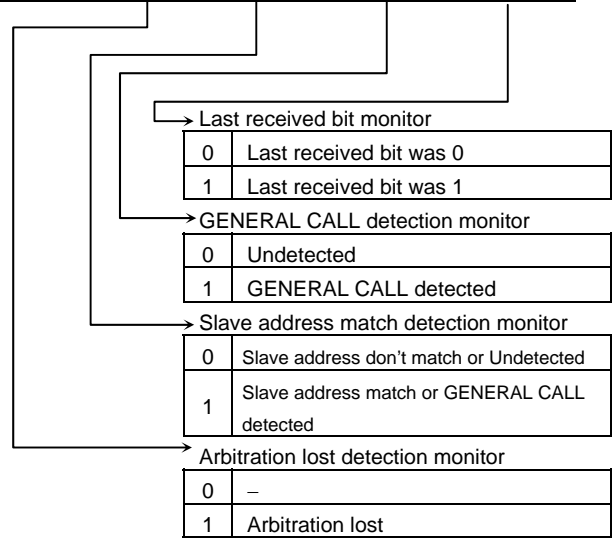 Last received bit monitor
0 Last received bit was 0
1 Last received bit was 1
GENERAL CALL detection monitor
0 Undetected
1 GENERAL CALL detected
Slave address match detection monitor
0 Slave address don't match or Undetected
1 Slave address match or GENERAL CALL
detected
Arbitration lost detection monitor
0 −
1 Arbitration lost